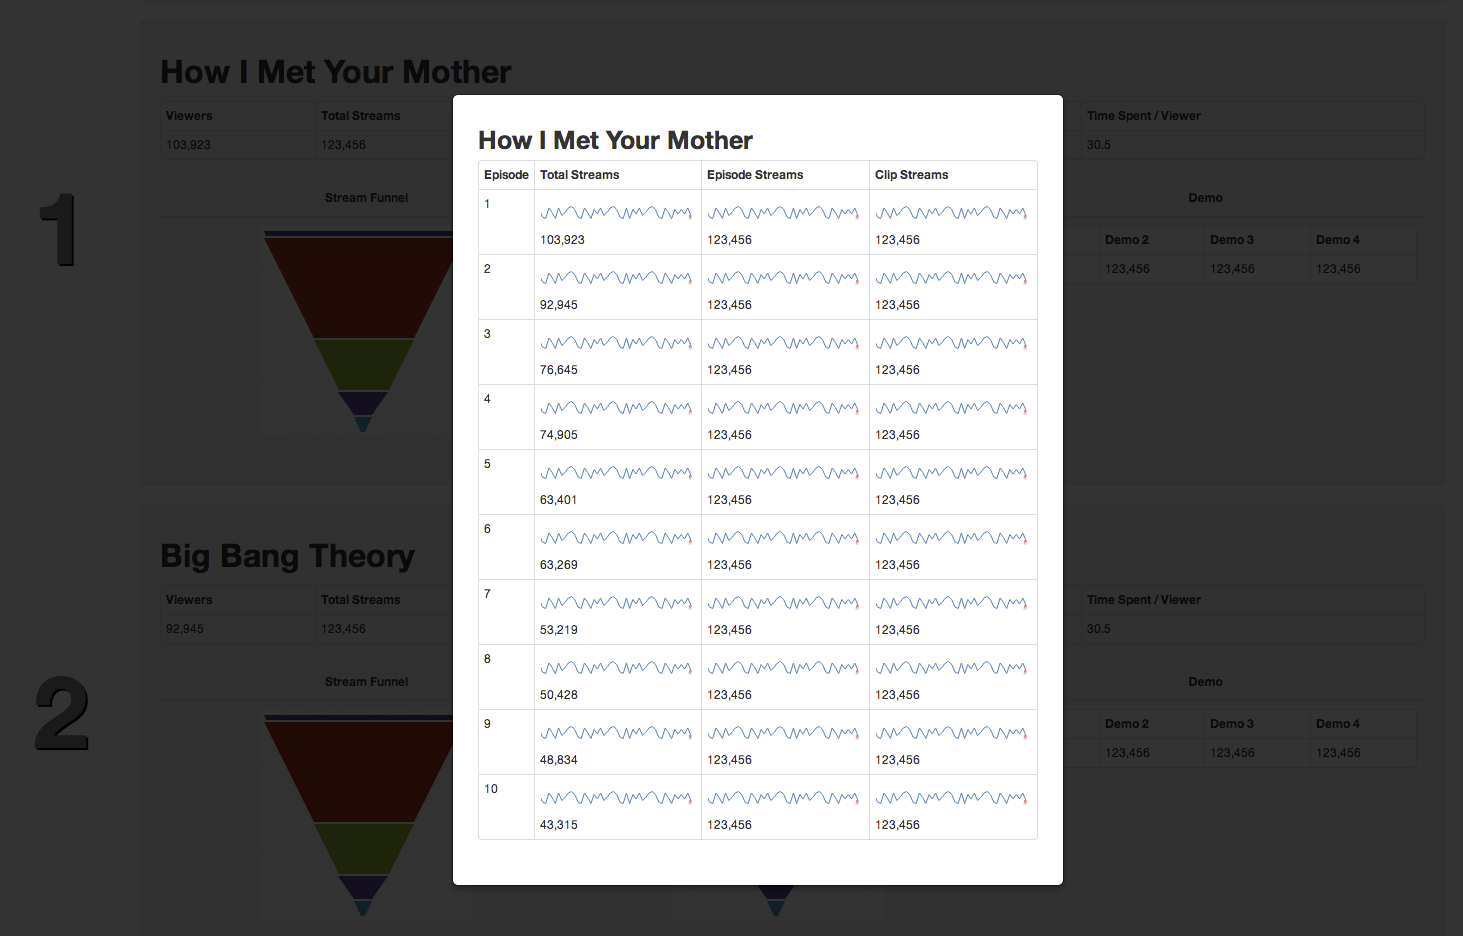 How I Met Your Mother
Viewers Total Streams Time Spent / Viewer
103,923 123,456 30.5
1
Stream Funnel Demo
Demo 2 Demo 3 Demo 4
123,456 123,456 123,456
Big Bang Theory
Viewers Total Streams Time Spent / Viewer
92,945 123,456 30.5
2
Stream Funnel Demo
Demo 2 Demo 3 Demo 4
123,456 123,456 123,456
How I Met Your Mother
Episode Total Streams Episode Streams Clip Streams
1
103,923 123,456 123,456
2
92,945 123,456 123,456
3
76,645 123,456 123,456
4
74,905 123,456 123,456
5
63,401 123,456 123,456
6
63,269 123,456 123,456
7
53,219 123,456 123,456
8
50,428 123,456 123,456
9
48,834 123,456 123,456
10
43,315 123,456 123,456